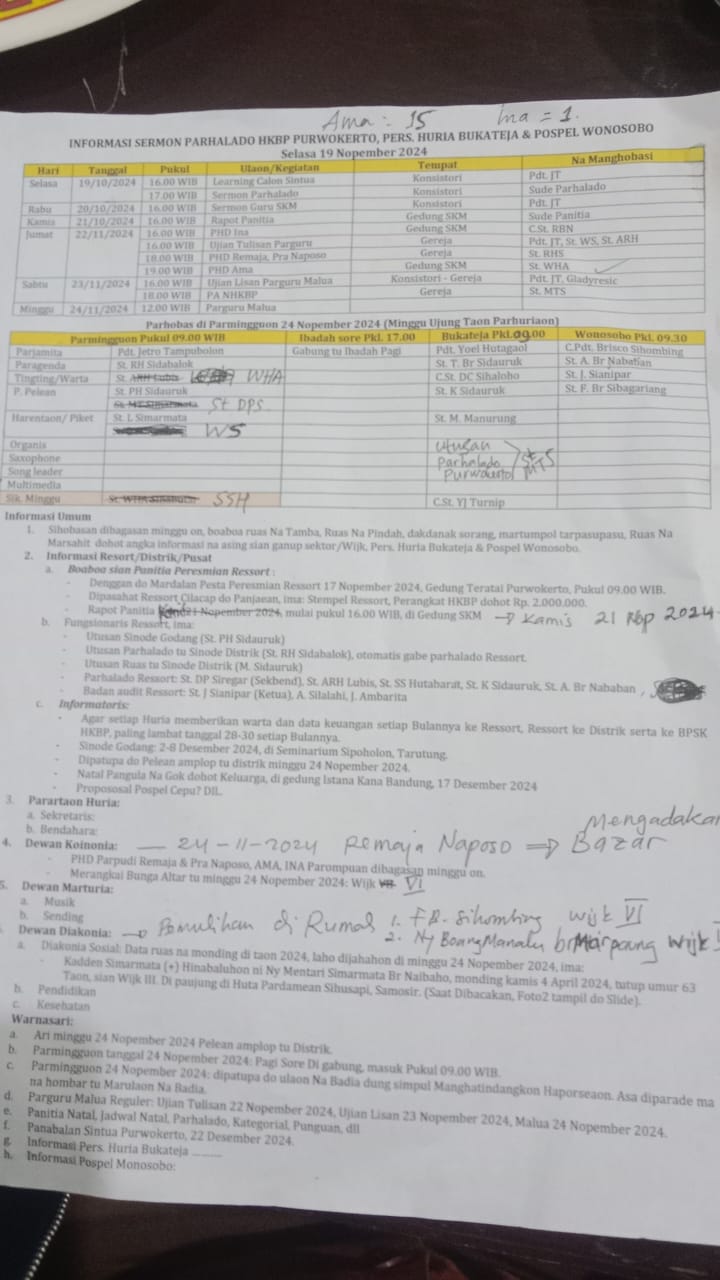 Ama : 15 Ina = 1.
INFORMASI SERMON PARHALADO HKBP PURWOKERTO, PERS. HURIA BUKATEJA & POSPEL WONOSOBO
Selasa 19 Nopember 2024
Hari Tanggal Pukul Ulaon/Kegiatan Tempat Na Manghobasi
Selasa 19/10/2024 16.00 WIB Learning Calon Sintua Konsistori Pdt. JT
17.00 WIB Sermon Parhalado Konsistori Sude Parhalado
Rabu 20/10/2024 16.00 WIB Sermon Guru SKM Konsistori Pdt. JT
Kamis 21/10/2024 16.00 WIB Rapot Panitia Gedung SKM Sude Panitia
Jumat 22/11/2024 16.00 WIB PHD Ina Gedung SKM C.St. RBN
16.00 WIB Ujian Tulisan Parguru Gereja Pdt. JT, St. WS, St. ARH
18.00 WIB PHD Remaja, Pra Naposo Gereja St. RHS
19.00 WIB PHD Ama Gedung SKM St. WHA
Sabtu 23/11/2024 16.00 WIB Ujian Lisan Parguru Malua Konsistori - Gereja Pdt. JT, Gladyresic
18.00 WIB PA NHKBP Gereja St. MTS
Minggu 24/11/2024 12.00 WIB Parguru Malua
Parhobas di Parmingguon 24 Nopember 2024 (Minggu Ujung Taon Parhuriaon)
Parmingguon Pukul 09.00 WIB Ibadah sore Pkl. 17.00 Bukateja Pkl.09.00 Wonosobo Pkl. 09.30
Parjamita Pdt. Jetro Tampubolon Gabung tu Ibadah Pagi Pdt. Yoel Hutagaol C.Pdt. Brisco Sihombing
Paragenda St. RH Sidabalok St. T. Br Sidauruk St. A. Br Nababan
Tingting/Warta St. ARH Lubis WHA C.St. DC Sihaloho St. J. Sianipar
P. Pelean St. PH Sidauruk St. K Sidauruk St. F. Br Sibagariang
St. MT Simarmata St DPS
Harentaon/ Piket St. L Simarmata St. M. Manurung
WS
Organis Utusan
Saxophone Parhalado St
Song leader Purwokerto MTS
Multimedia
Sik. Minggu SSH C.St. YJ Turnip
Informasi Umum
1. Sihobasan dibagasan minggu on, boaboa ruas Na Tamba, Ruas Na Pindah, dakdanak sorang, martumpol tarpasupasu, Ruas Na
Marsahit dohot angka informasi na asing sian ganup sektor/Wijk, Pers. Huria Bukateja & Pospel Wonosobo.
2. Informasi Resort/Distrik/Pusat
a. Boaboa sian Panitia Peresmian Ressort :
- Denggan do Mardalan Pesta Peresmian Ressort 17 Nopember 2024, Gedung Teratai Purwokerto, Pukul 09.00 WIB.
- Dipasahat Ressort Cilacap do Panjaean, ima: Stempel Ressort, Perangkat HKBP dohot Rp. 2.000.000.
- Rapot Panitia 21 Nopember 2024, mulai pukul 16.00 WIB, di Gedung SKM → Kamis 21 Nop 2024
b. Fungsionaris Ressort, ima:
- Utusan Sinode Godang (St. PH Sidauruk)
- Utusan Parhalado tu Sinode Distrik (St. RH Sidabalok), otomatis gabe parhalado Ressort.
- Utusan Ruas tu Sinode Distrik (M. Sidauruk)
- Parhalado Ressort: St. DP Siregar (Sekbend), St. ARH Lubis, St. SS Hutabarat, St. K Sidauruk, St. A. Br Nababan ,
- Badan audit Ressort: St. J Sianipar (Ketua), A. Silalahi, J. Ambarita
c. Informatoris:
- Agar setiap Huria memberikan warta dan data keuangan setiap Bulannya ke Ressort, Ressort ke Distrik serta ke BPSK
HKBP, paling lambat tanggal 28-30 setiap Bulannya.
- Sinode Godang: 2-8 Desember 2024, di Seminarium Sipoholon, Tarutung.
- Dipatupa do Pelean amplop tu distrik minggu 24 Nopember 2024.
- Natal Pangula Na Gok dohot Keluarga, di gedung Istana Kana Bandung, 17 Desember 2024
- Propososal Pospel Cepu? DIL.
3. Parartaon Huria:
a. Sekretaris:
b. Bendahara:
4. Dewan Koinonia: — 24-11-2024 Remaja Naposo ⇒ Mengadakan Bazar
- PHD Parpudi Remaja & Pra Naposo, AMA, INA Parompuan dibagasan minggu on.
- Merangkai Bunga Altar tu minggu 24 Nopember 2024: Wijk VI
5. Dewan Marturia:
a. Musik
b. Sending
Dewan Diakonia: → Pemulihan di Rumah 1. Sihombing wijk VI
2. Ny BoangManalu br Marpaung wijk
a. Diakonia Sosial: Data ruas na monding di taon 2024, laho dijahahon di minggu 24 Nopember 2024, ima:
- Kadden Simarmata (+) Hinabaluhon ni Ny Mentari Simarmata Br Naibaho, monding kamis 4 April 2024, tutup umur 63
Taon, sian Wijk III. Di paujung di Huta Pardamean Sihusapi, Samosir. (Saat Dibacakan, Foto2 tampil do Slide).
b. Pendidikan
c. Kesehatan
Warnasari:
a. Ari minggu 24 Nopember 2024 Pelean amplop tu Distrik.
b. Parmingguon tanggal 24 Nopember 2024: Pagi Sore Di gabung, masuk Pukul 09.00 WIB.
c. Parmingguon 24 Nopember 2024: dipatupa do ulaon Na Badia dung simpul Manghatindangkon Haporseaon. Asa diparade ma
na hombar tu Marulaon Na Badia.
d. Parguru Malua Reguler: Ujian Tulisan 22 Nopember 2024, Ujian Lisan 23 Nopember 2024, Malua 24 Nopember 2024.
e. Panitia Natal, Jadwal Natal, Parhalado, Kategorial, Punguan, dll
f. Panabalan Sintua Purwokerto, 22 Desember 2024.
g. Informasi Pers. Huria Bukateja ..........
h. Informasi Pospel Monosobo: